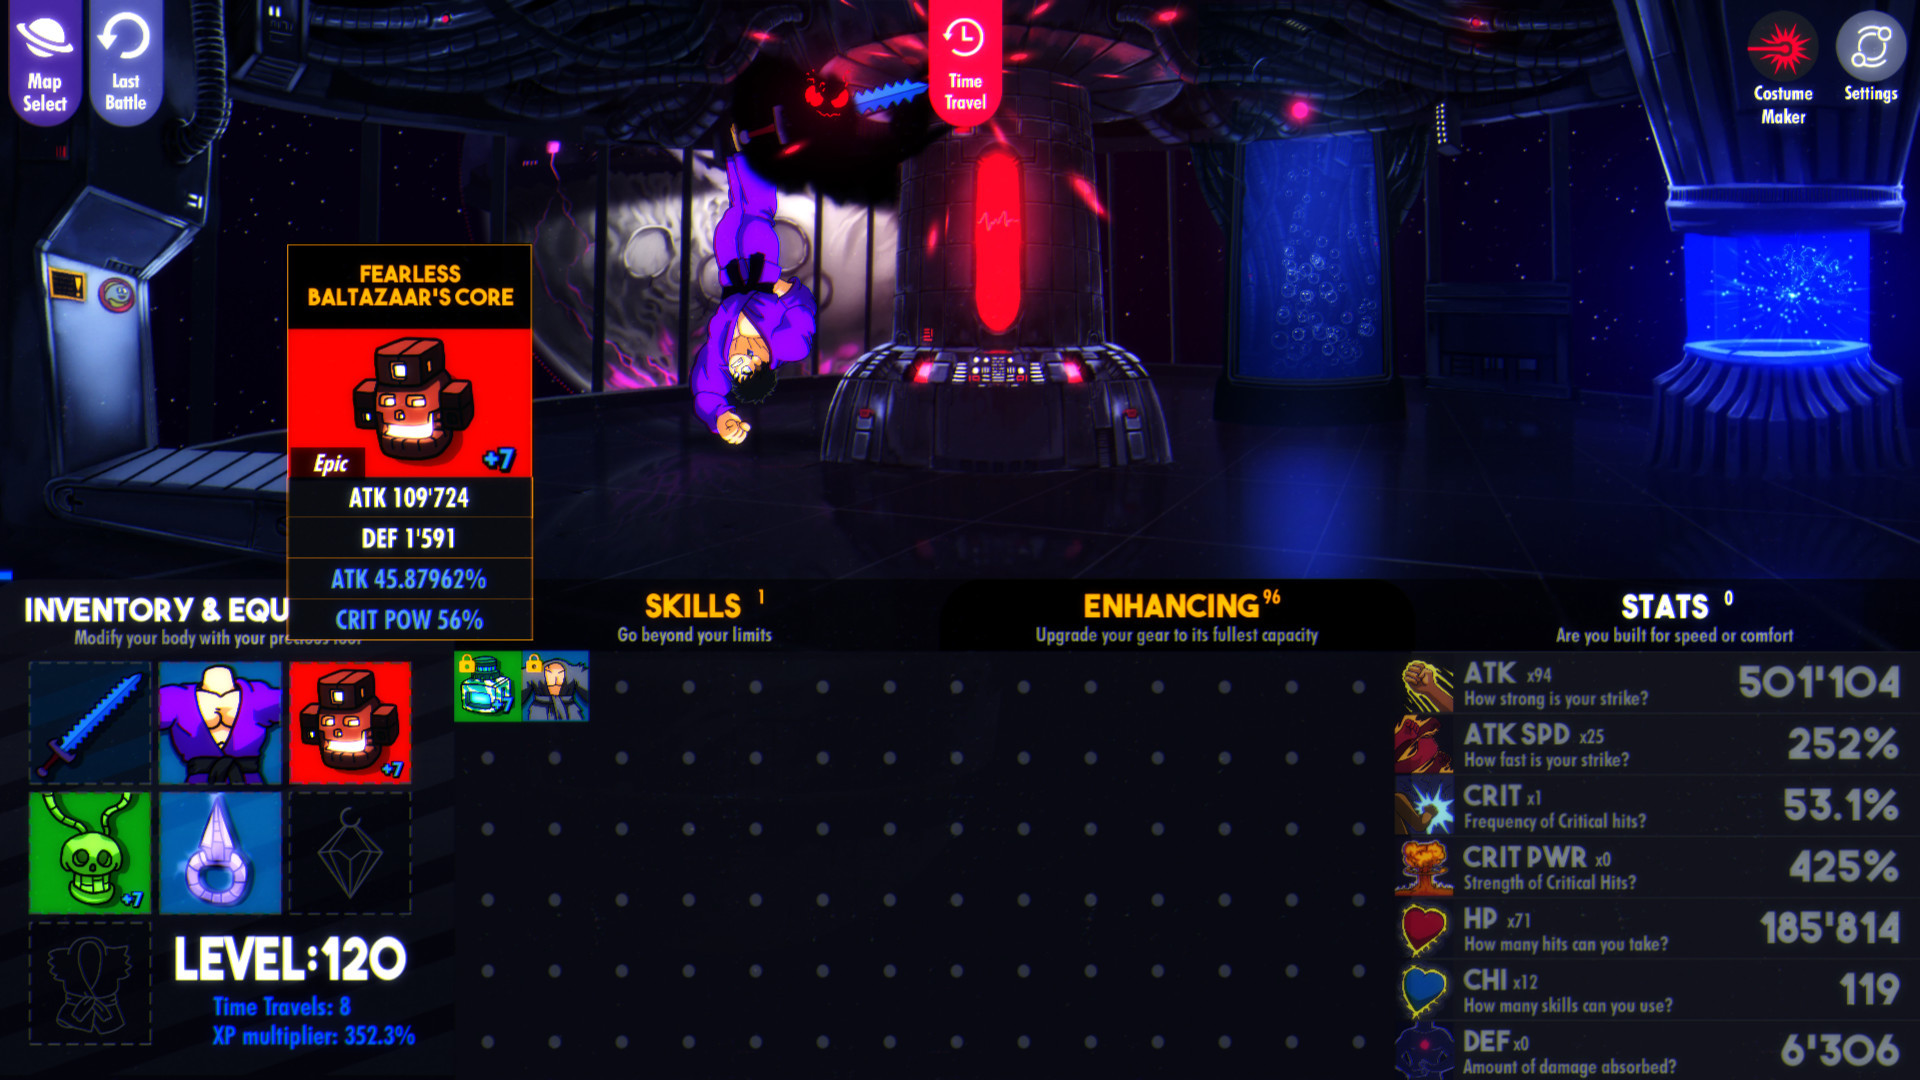 Map
Select
Last
Battle
Time
Travel
Costume
Maker
Settings
FEARLESS
BALTAZAAR'S CORE
Epic
+7
ATK 109'724
DEF 1'591
ATK 45.87962%
CRIT POW 56%
INVENTORY & EQU
Modify your body with your
SKILLS 1
Go beyond your limits
ENHANCING 96
Upgrade your gear to its fullest capacity
STATS 0
Are you built for speed or comfort
+7
+7
+7
LEVEL:120
Time Travels: 8
XP multiplier: 352.3%
ATK x94
How strong is your strike?
501'104
ATK SPD x25
How fast is your strike?
252%
CRIT x1
Frequency of Critical hits?
53.1%
CRIT PWR x0
Strength of Critical Hits?
425%
HP x71
How many hits can you take?
185'814
CHI x12
How many skills can you use?
119
DEF x0
Amount of damage absorbed?
6'306